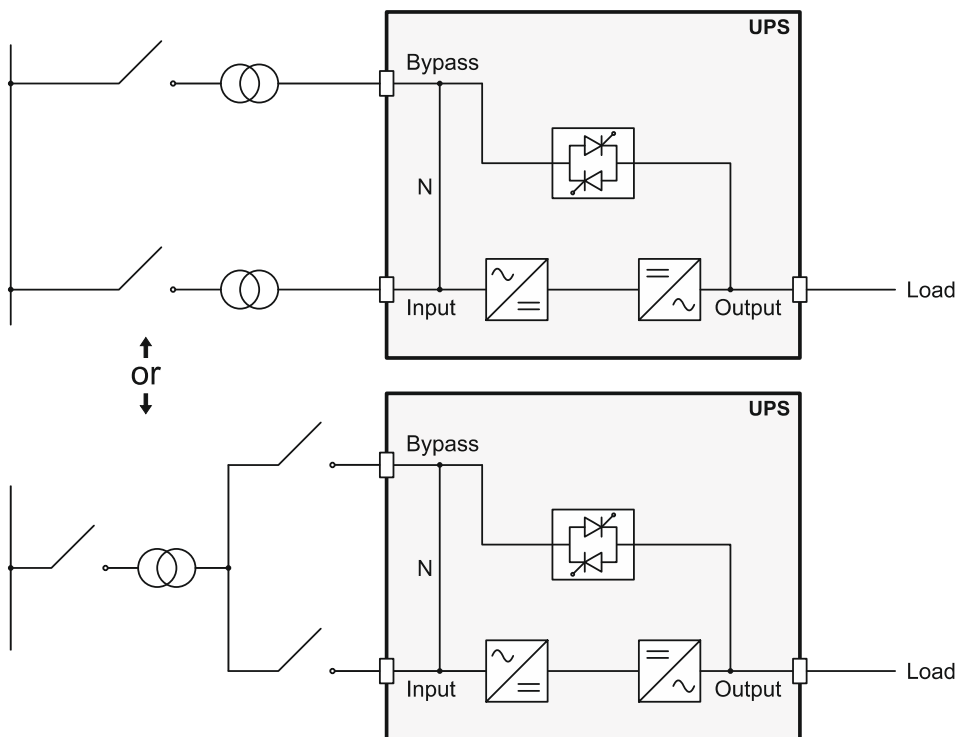 UPS
Bypass
N
Input
Output
Load
or
UPS
Bypass
N
Input
Output
Load